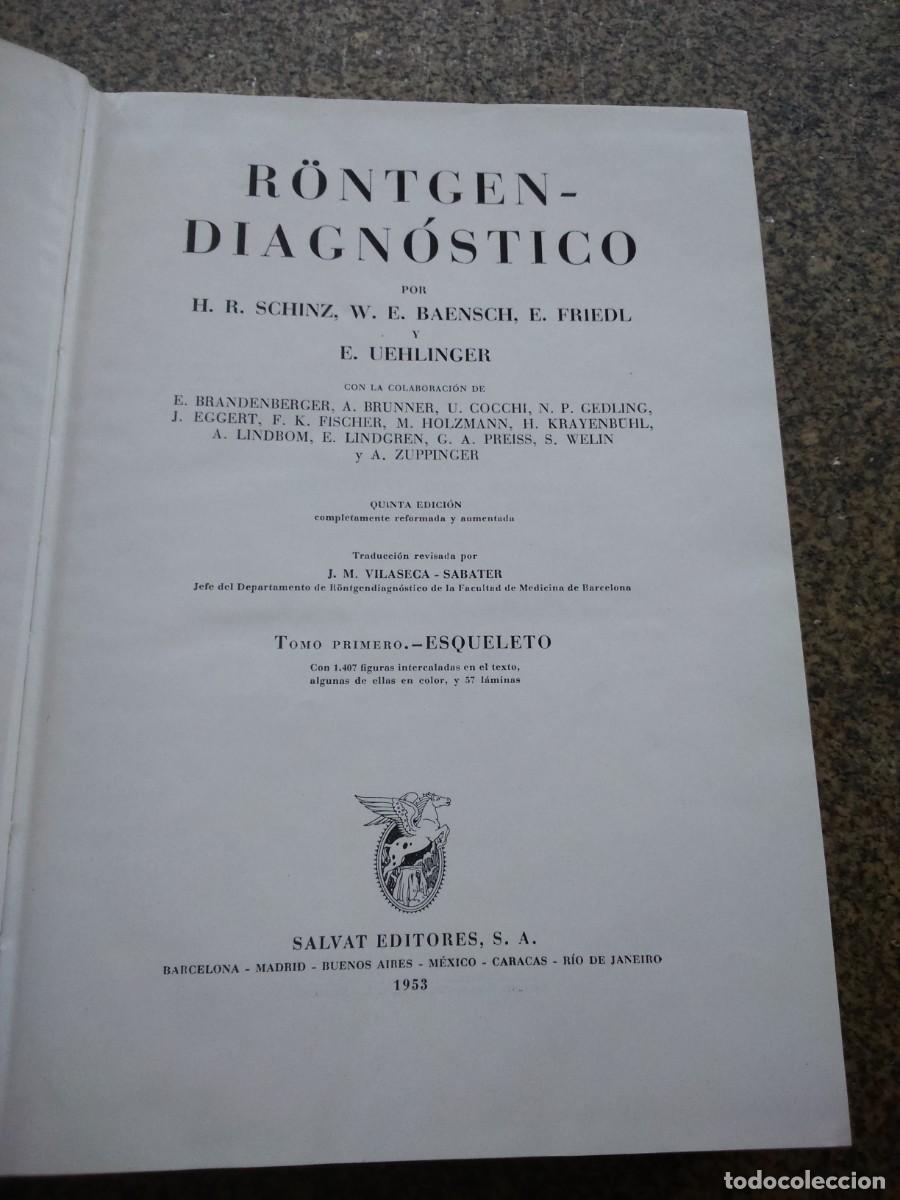 RÖNTGEN-
DIAGNÓSTICO
POR
H. R. SCHINZ, W. E. BAENSCH, E. FRIEDL
Y
E. UEHLINGER
CON LA COLABORACIÓN DE
E. BRANDENBERGER, A. BRUNNER, U. COCCHI, N. P. GEDLING,
J. EGGERT, F. K. FISCHER, M. HOLZMANN, H. KRAYENBÜHL,
A. LINDBOM, E. LINDGREN, G. A. PREISS, S. WELIN
y A. ZUPPINGER
QUINTA EDICIÓN
completamente reformada y aumentada
Traducción revisada por
J. M. VILASECA - SABATER
Jefe del Departamento de Röntgendiagnóstico de la Facultad de Medicina de Barcelona
TOMO PRIMERO.-ESQUELETO
Con 1.407 figuras intercaladas en el texto,
algunas de ellas en color, y 57 láminas
SALVAT EDITORES, S. A.
BARCELONA - MADRID - BUENOS AIRES - MÉXICO - CARACAS - RÍO DE JANEIRO
1953
todocoleccion